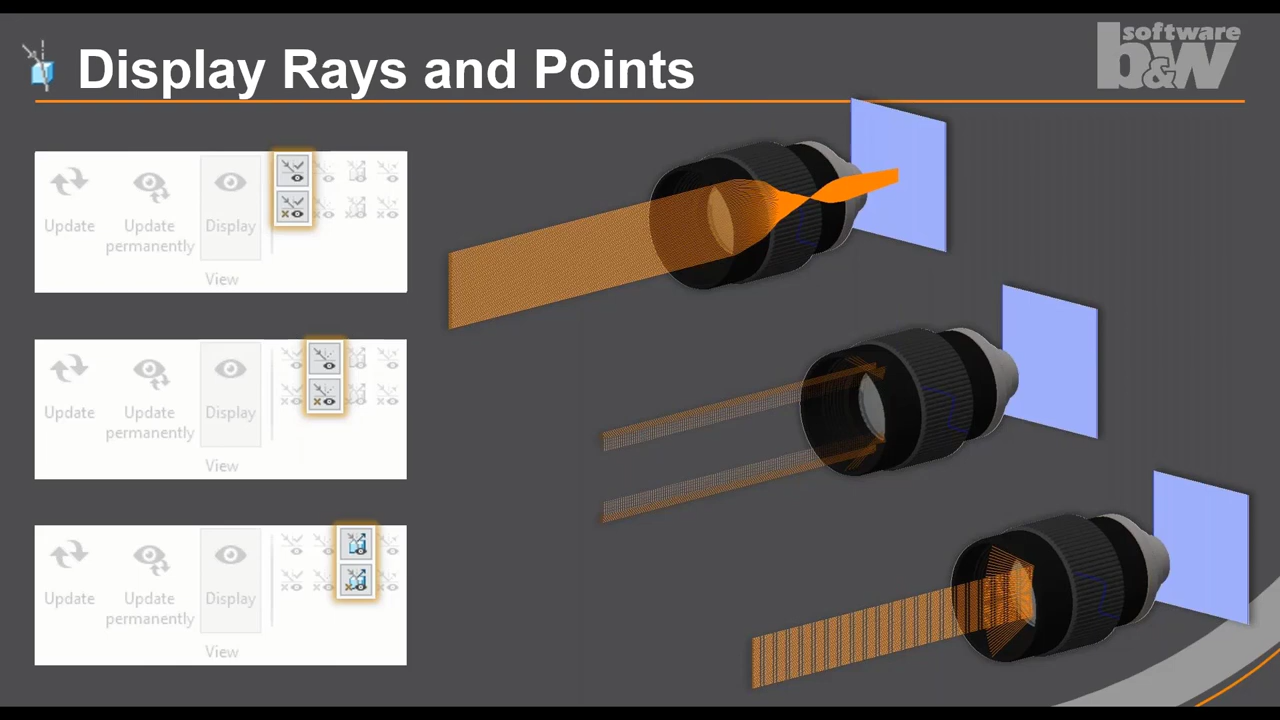 Display Rays and Points
software
b&w
Update
Update
permanently
Display
View
Update
Update
permanently
Display
View
Update
Update
permanently
Display
View